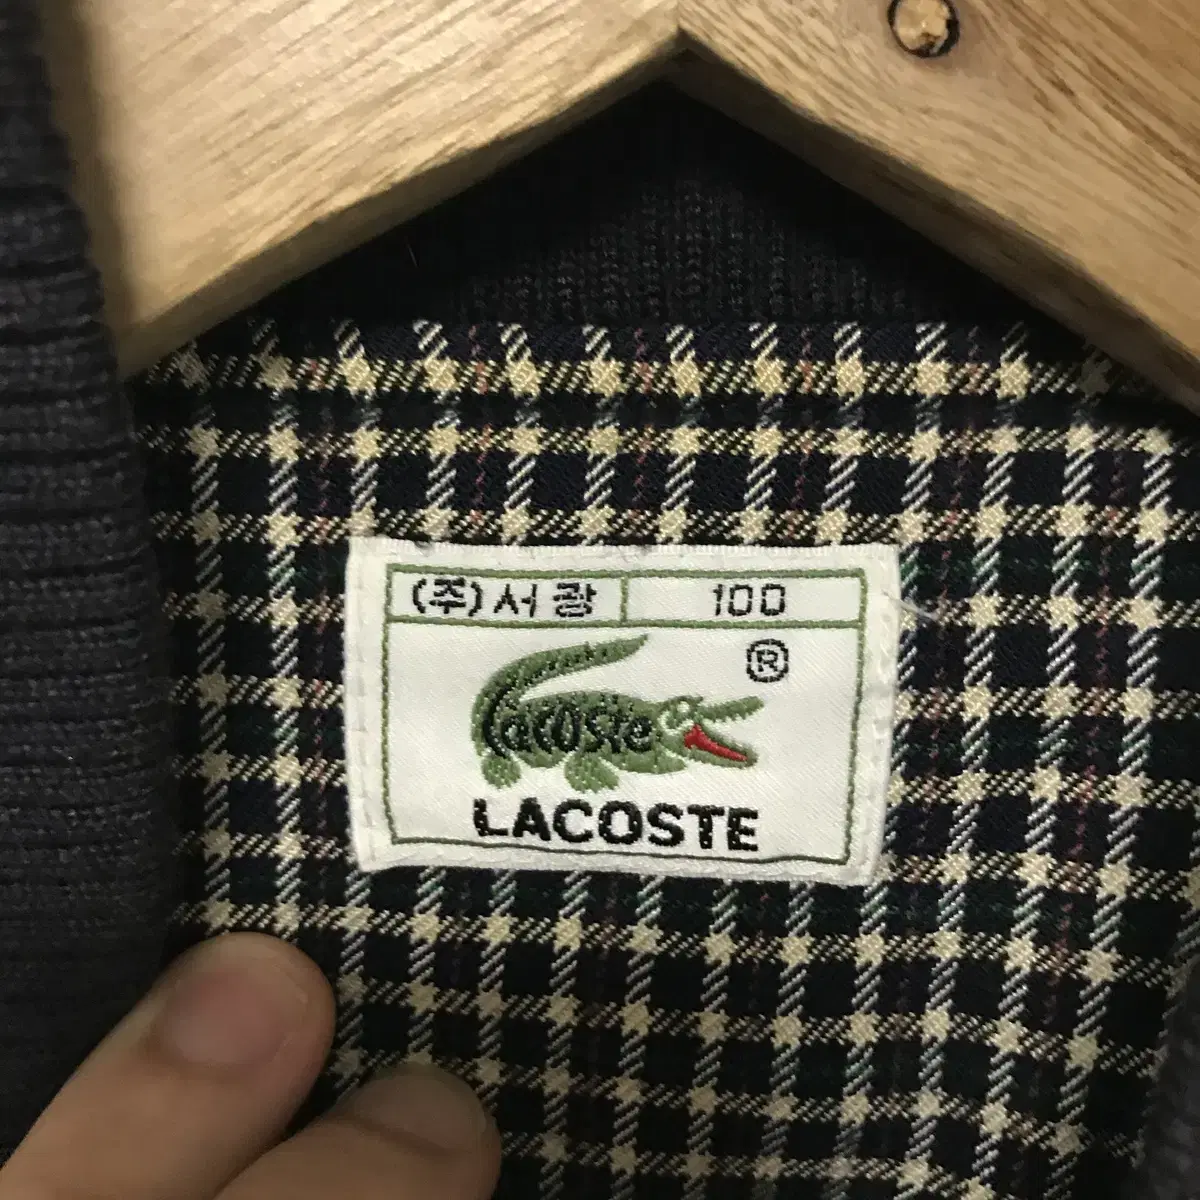 (주)서광 100
®
Lacoste
LACOSTE